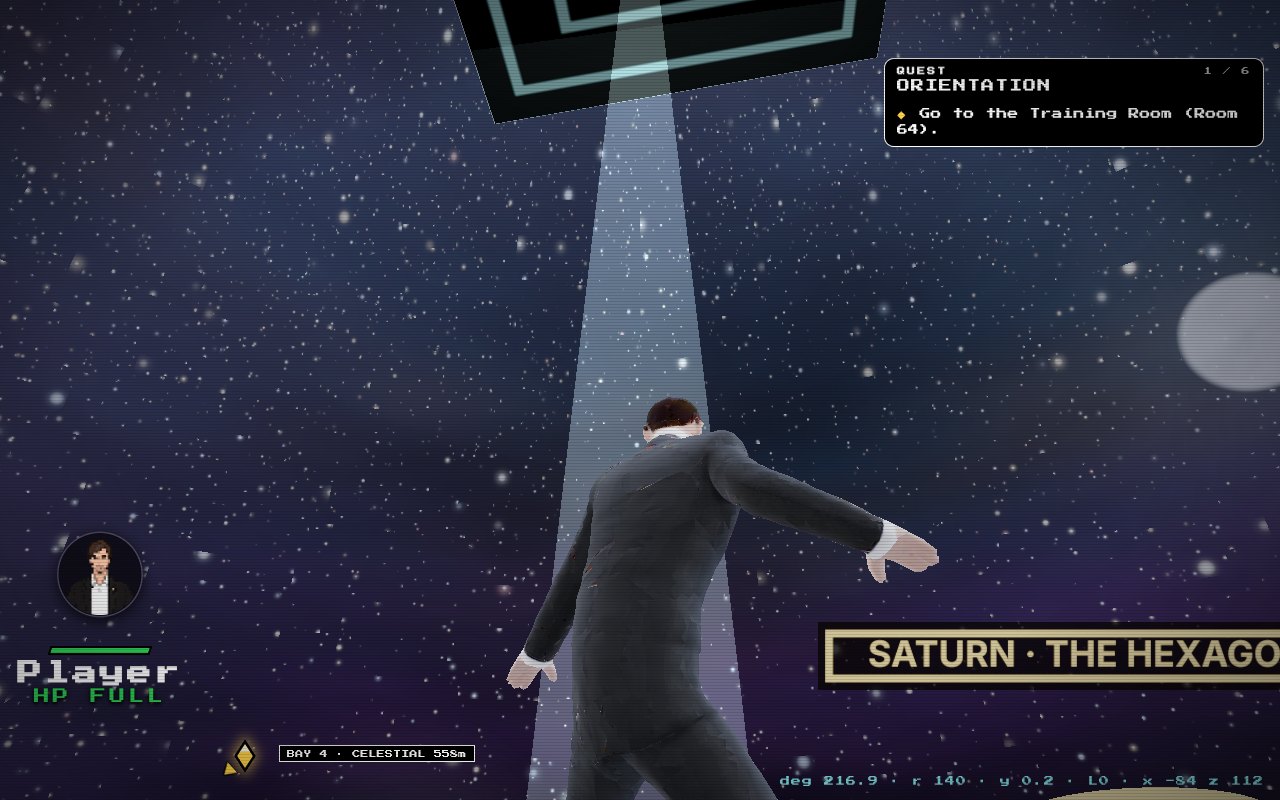 QUEST 1 / 6
ORIENTATION
◆ Go to the Training Room (Room
64).
SATURN · THE HEXAGO
Player
HP FULL
BAY 4 · CELESTIAL 558m
deg 216.9 · r 140 · y 0.2 · L0 · x -84 z 112